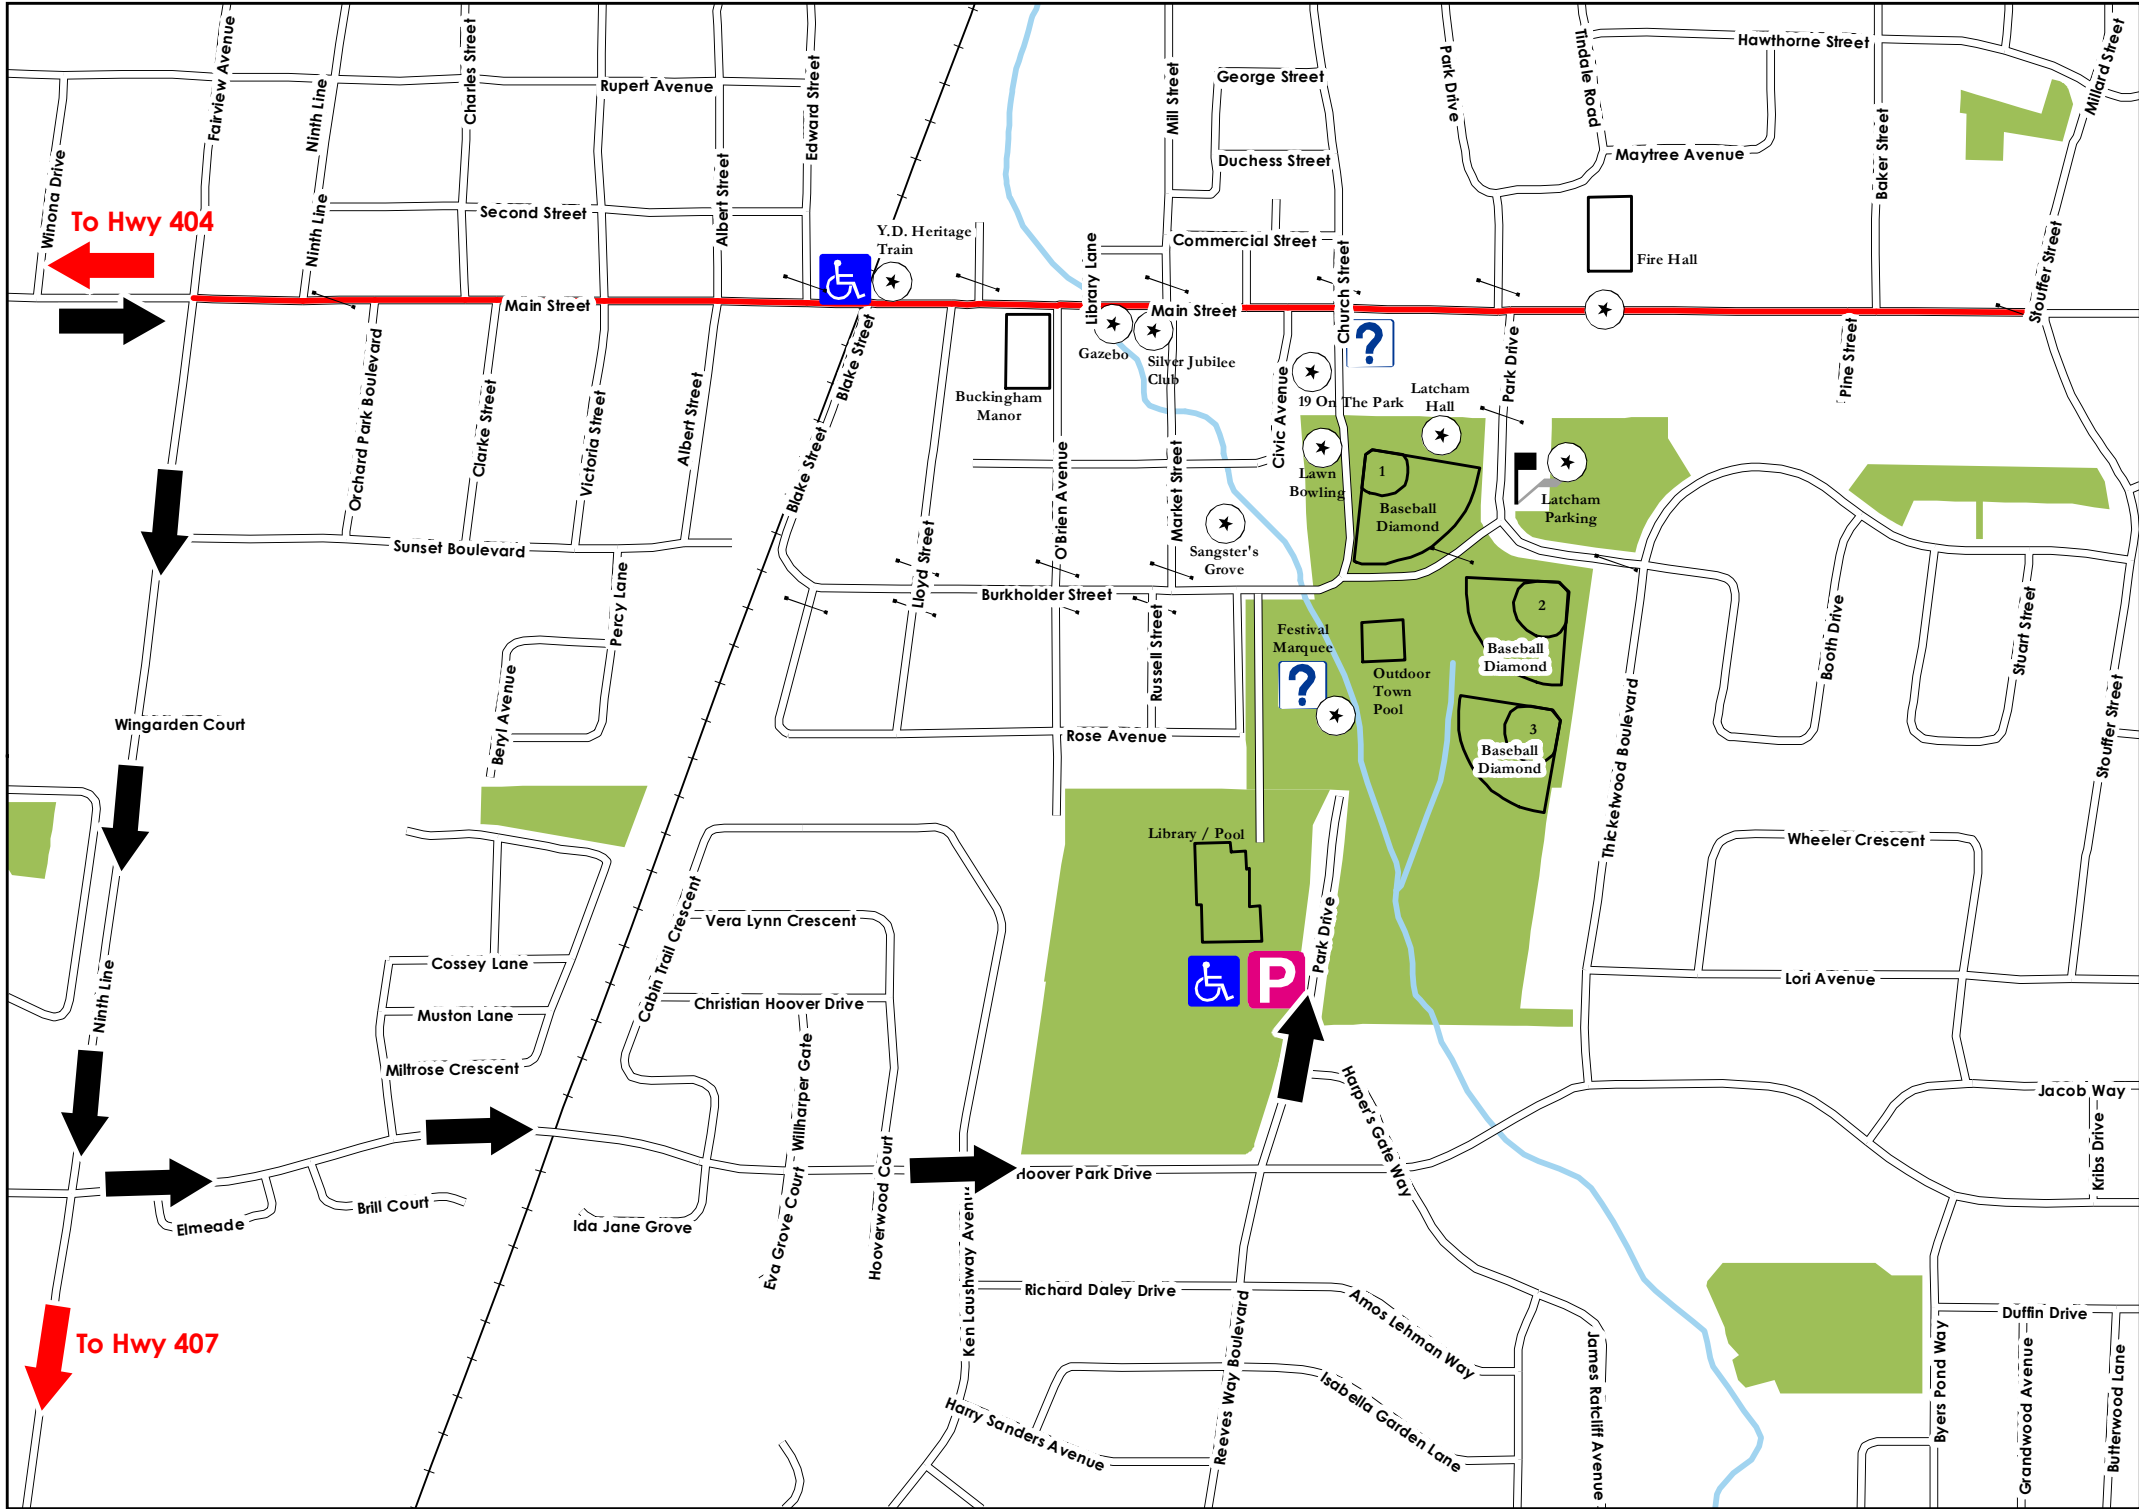 Fairview Avenue
Ninth Line
Charles Street
Rupert Avenue
Edward Street
Albert Street
Mill Street
George Street
Duchess Street
Park Drive
Tindale Road
Hawthorne Street
Maytree Avenue
Baker Street
Millard Street
Winona Drive
To Hwy 404
Ninth Line
Second Street
Y.D. Heritage
Train
Library Lane
Commercial Street
Church Street
Fire Hall
Stouffer Street
Main Street
Main Street
Gazebo
Silver Jubilee
Club
?
Orchard Park Boulevard
Clarke Street
Victoria Street
Albert Street
Blake Street
Blake Street
Buckingham
Manor
Civic Avenue
19 On The Park
Latcham
Hall
Park Drive
Pine Street
Lawn
Bowling
1
Baseball
Diamond
Latcham
Parking
O'Brien Avenue
Market Street
Sangster's
Grove
Sunset Boulevard
Percy Lane
Lloyd Street
Burkholder Street
Russell Street
Festival
Marquee
?
Outdoor
Town
Pool
2
Baseball
Diamond
3
Baseball
Diamond
Thicketwood Boulevard
Booth Drive
Stuart Street
Stouffer Street
Wingarden Court
Beryl Avenue
Rose Avenue
Library / Pool
Wheeler Crescent
Ninth Line
Cossey Lane
Muston Lane
Miltrose Crescent
Cabin Trail Crescent
Vera Lynn Crescent
Christian Hoover Drive
Willharper Gate
P
Park Drive
Lori Avenue
Jacob Way
Kribs Drive
Harper's Gate Way
Hoover Park Drive
Elmeade
Brill Court
Ida Jane Grove
Eva Grove Court
Hooverwood Court
Ken Laushway Avenue
Richard Daley Drive
Amos Lehman Way
Duffin Drive
To Hwy 407
Reeves Way Boulevard
Isabella Garden Lane
James Ratcliff Avenue
Byers Pond Way
Grandwood Avenue
Butterwood Lane
Harry Sanders Avenue